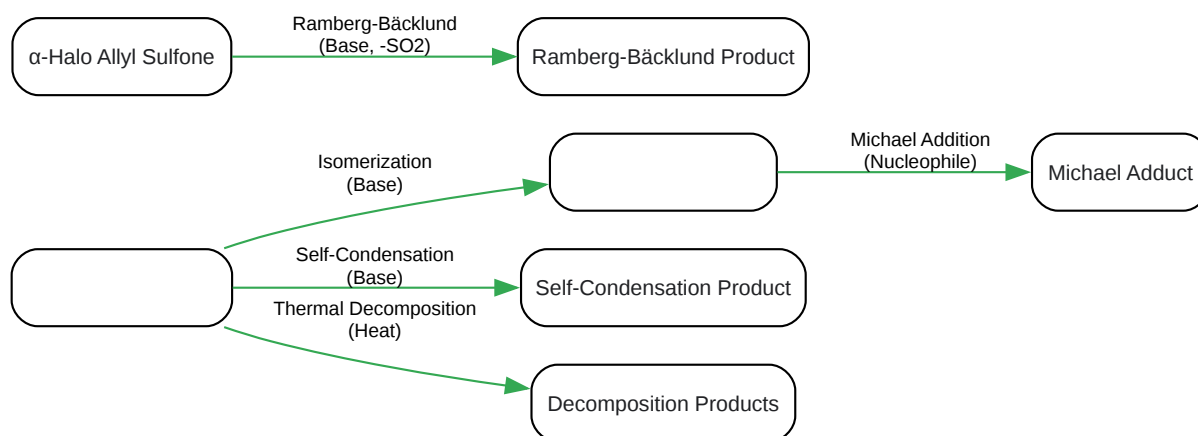 α-Halo Allyl Sulfone
Ramberg-Bäcklund
(Base, -SO2)
Ramberg-Bäcklund Product
Isomerization
(Base)
Michael Addition
(Nucleophile)
Michael Adduct
Self-Condensation
(Base)
Self-Condensation Product
Thermal Decomposition
(Heat)
Decomposition Products